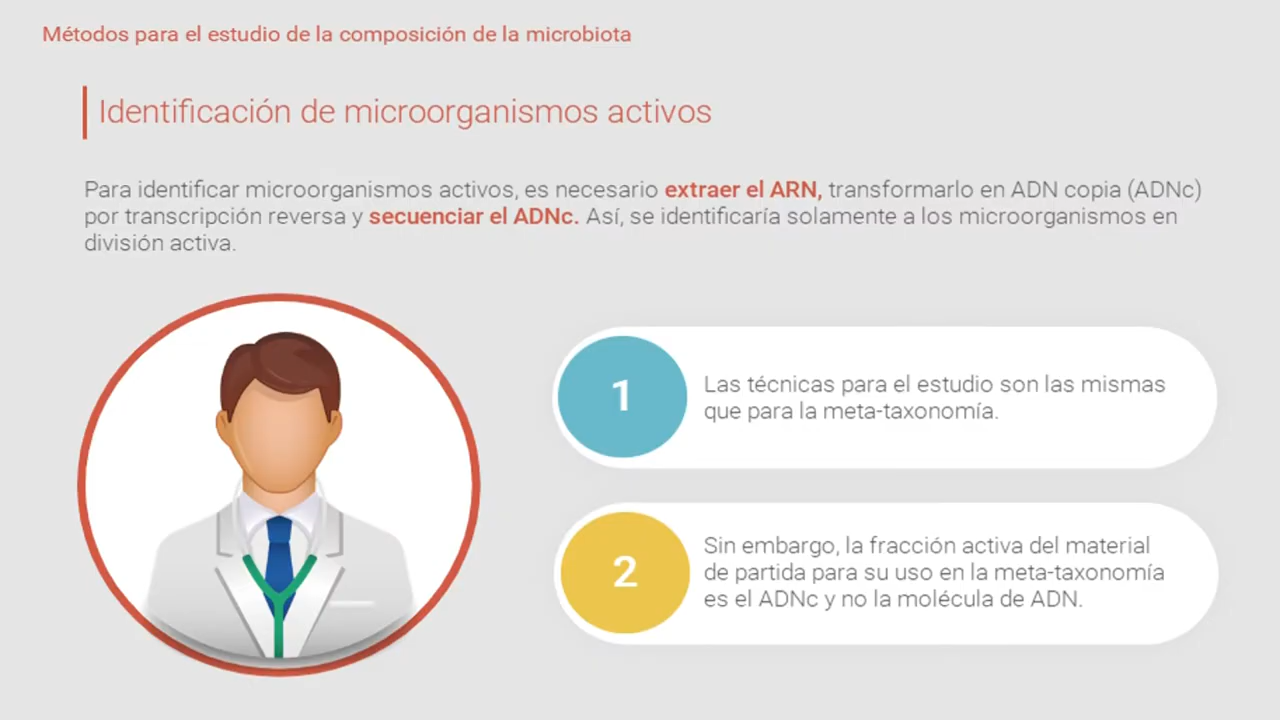 Métodos para el estudio de la composición de la microbiota
Identificación de microorganismos activos
Para identificar microorganismos activos, es necesario extraer el ARN, transformarlo en ADN copia (ADNc)
por transcripción reversa y secuenciar el ADNc. Así, se identificaría solamente a los microorganismos en
división activa.
1
Las técnicas para el estudio son las mismas
que para la meta-taxonomía.
2
Sin embargo, la fracción activa del material
de partida para su uso en la meta-taxonomía
es el ADNc y no la molécula de ADN.